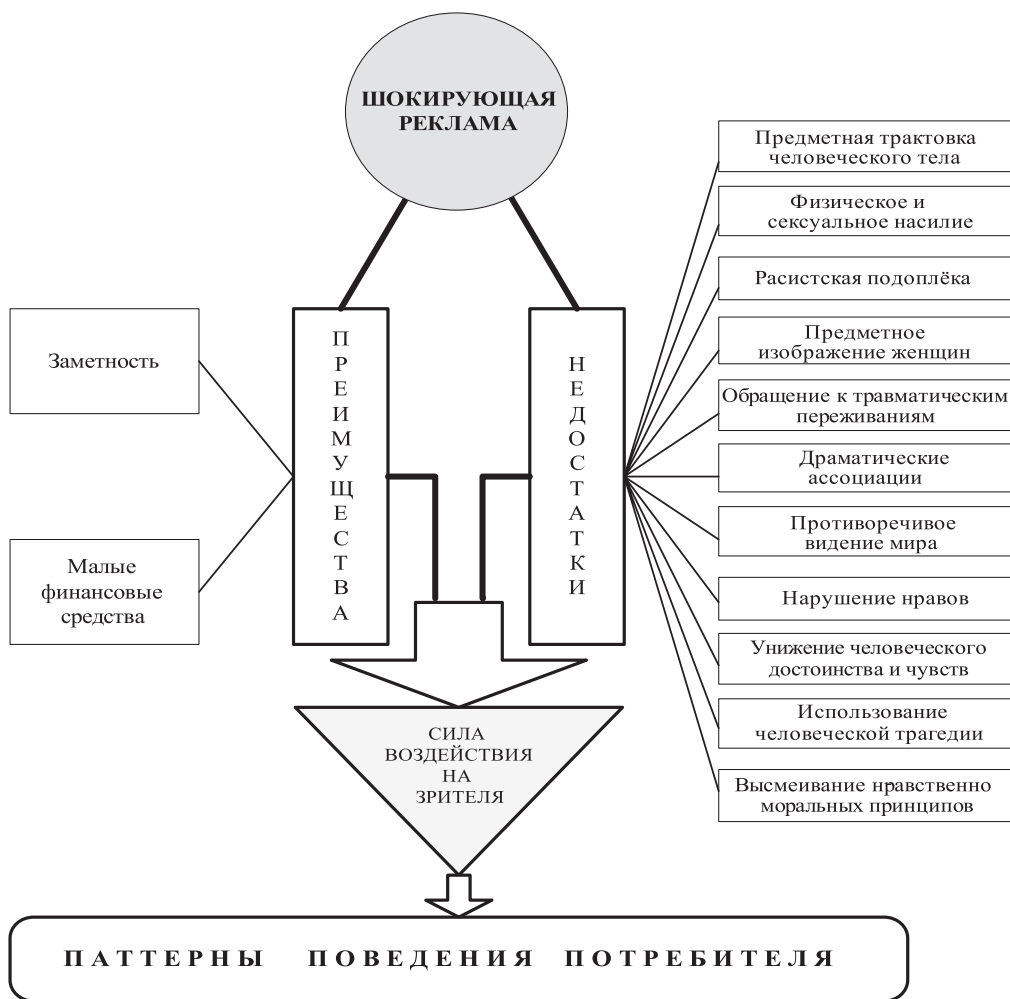 ШОКИРУЮЩАЯ
РЕКЛАМА
Заметность
Малые
финансовые
средства
ПРЕИМУЩЕСТВА
НЕДОСТАТКИ
Предметная трактовка
человеческого тела
Физическое и
сексуальное насилие
Расистская подоплёка
Предметное
изображение женщин
Обращение к травматическим
переживаниям
Драматические
ассоциации
Противоречивое
видение мира
Нарушение нравов
Унижение человеческого
достоинства и чувств
Использование
человеческой трагедии
Высмеивание нравственно
моральных принципов
СИЛА
ВОЗДЕЙСТВИЯ
НА
ЗРИТЕЛЯ
ПАТТЕРНЫ ПОВЕДЕНИЯ ПОТРЕБИТЕЛЯ